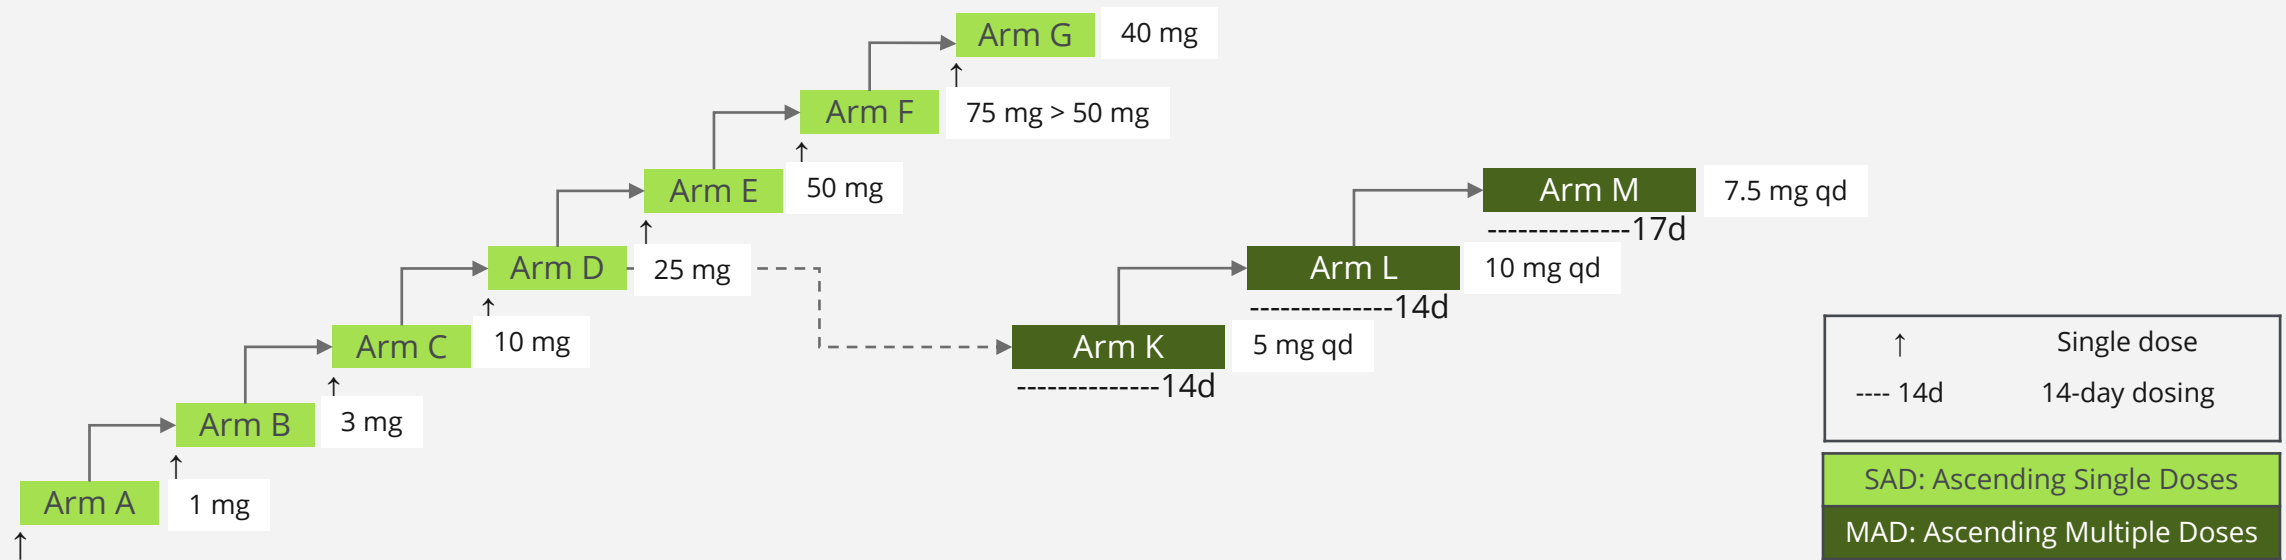 Arm G 40 mg
↑
Arm F 75 mg > 50 mg
↑
Arm E 50 mg
↑
Arm D 25 mg
↑
Arm C 10 mg
↑
Arm B 3 mg
↑
Arm A 1 mg
↑
Arm M 7.5 mg qd
--------------17d
Arm L 10 mg qd
--------------14d
Arm K 5 mg qd
--------------14d
↑ Single dose
---- 14d 14-day dosing
SAD: Ascending Single Doses
MAD: Ascending Multiple Doses